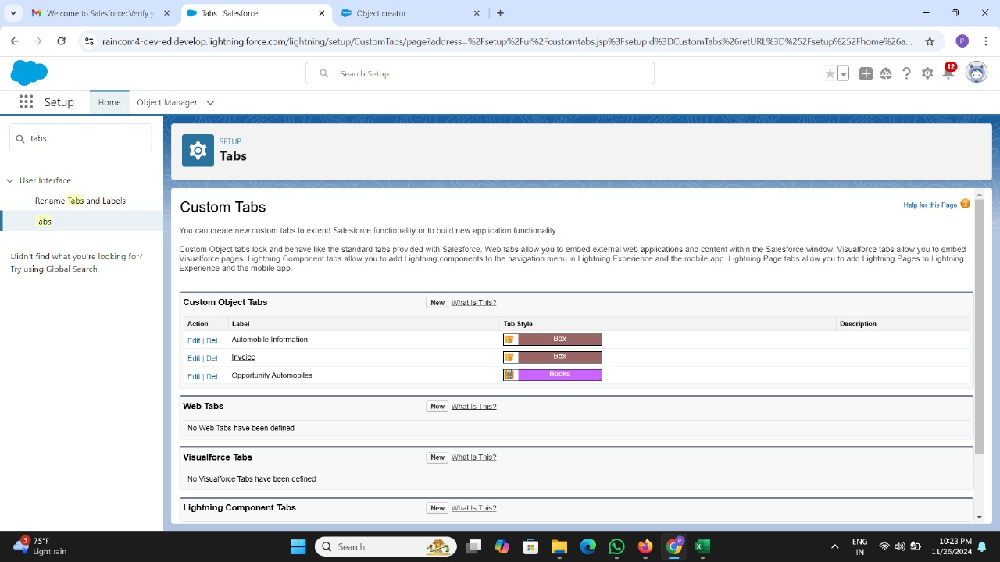 Welcome to Salesforce: Verify y
Tabs | Salesforce
Object creator
raincom4-dev-ed.develop.lightning.force.com/lightning/setup/CustomTabs/page?address=%2Fsetup%2Fui%2Fcustomtabs.jsp%3Fsetupid%3DCustomTabs%26retURL%3D%252Fsetup%252Fhome%26a...
P
Search Setup
12
Setup
Home
Object Manager
tabs
User Interface
Rename Tabs and Labels
Tabs
Didn't find what you're looking for?
Try using Global Search.
SETUP
Tabs
Custom Tabs
Help for this Page
You can create new custom tabs to extend Salesforce functionality or to build new application functionality.
Custom Object tabs look and behave like the standard tabs provided with Salesforce. Web tabs allow you to embed external web applications and content within the Salesforce window. Visualforce tabs allow you to embed
Visualforce pages. Lightning Component tabs allow you to add Lightning components to the navigation menu in Lightning Experience and the mobile app. Lightning Page tabs allow you to add Lightning Pages to Lightning
Experience and the mobile app.
Custom Object Tabs New What Is This?
Action Label Tab Style Description
Edit | Del Automobile Information Box
Edit | Del Invoice Box
Edit | Del Opportunity Automobiles Books
Web Tabs New What Is This?
No Web Tabs have been defined
Visualforce Tabs New What Is This?
No Visualforce Tabs have been defined
Lightning Component Tabs New What Is This?
3
75°F
Light rain
Search
P
ENG
IN
10:23 PM
11/26/2024